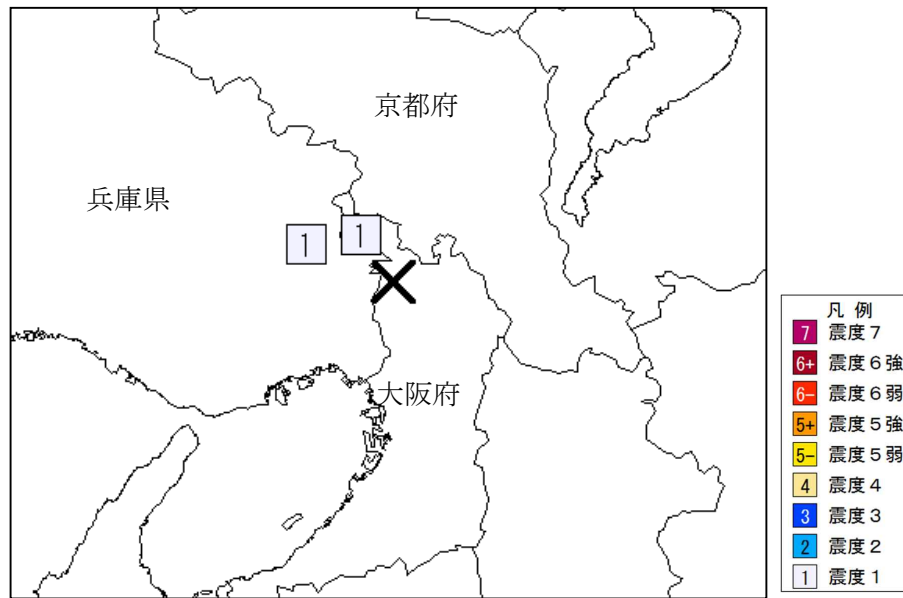 京都府
兵庫県
1
1
大阪府
凡 例
7 震度７
6+ 震度６強
6- 震度６弱
5+ 震度５強
5- 震度５弱
4 震度４
3 震度３
2 震度２
1 震度１